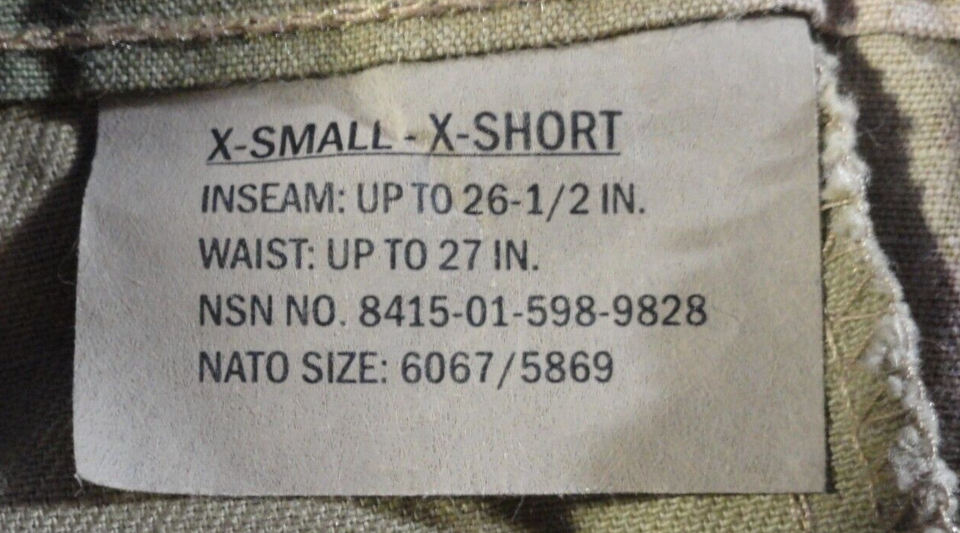 X-SMALL - X-SHORT
INSEAM: UP TO 26-1/2 IN.
WAIST: UP TO 27 IN.
NSN NO. 8415-01-598-9828
NATO SIZE: 6067/5869